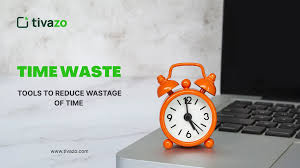 tivazo
TIME WASTE
TOOLS TO REDUCE WASTAGE
OF TIME
www.tivazo.com